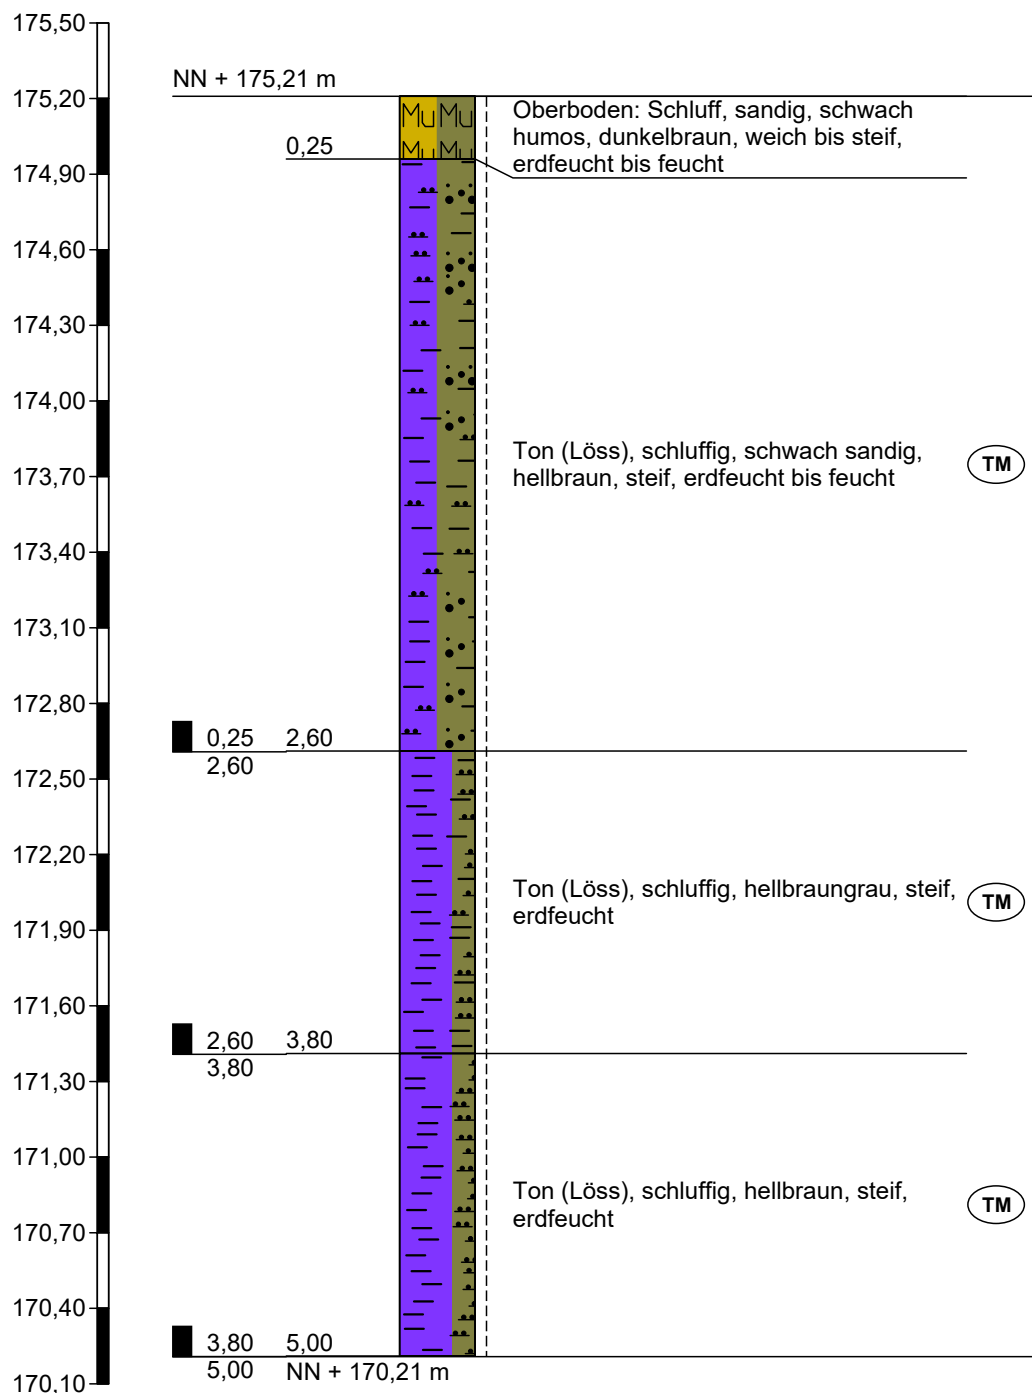 175,50
NN + 175,21 m
175,20
Mu Mu
Mu Mu
Oberboden: Schluff, sandig, schwach
humos, dunkelbraun, weich bis steif,
erdfeucht bis feucht
0,25
174,90
174,60
174,30
174,00
173,70
Ton (Löss), schluffig, schwach sandig,
hellbraun, steif, erdfeucht bis feucht
TM
173,40
173,10
172,80
0,25 2,60
2,60
172,50
172,20
Ton (Löss), schluffig, hellbraungrau, steif,
erdfeucht
TM
171,90
171,60
2,60 3,80
3,80
171,30
171,00
Ton (Löss), schluffig, hellbraun, steif,
erdfeucht
TM
170,70
170,40
3,80 5,00
5,00 NN + 170,21 m
170,10